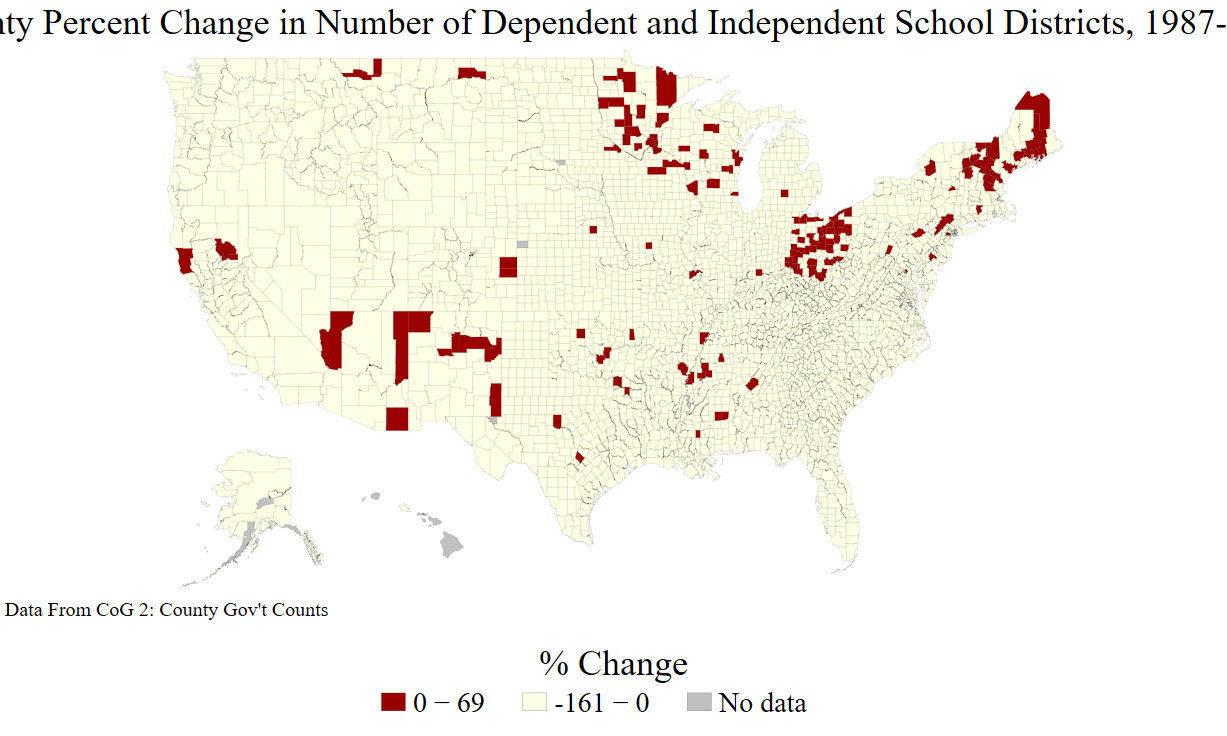 nty Percent Change in Number of Dependent and Independent School Districts, 1987-
Data From CoG 2: County Gov't Counts
% Change
0 − 69
-161 − 0
No data